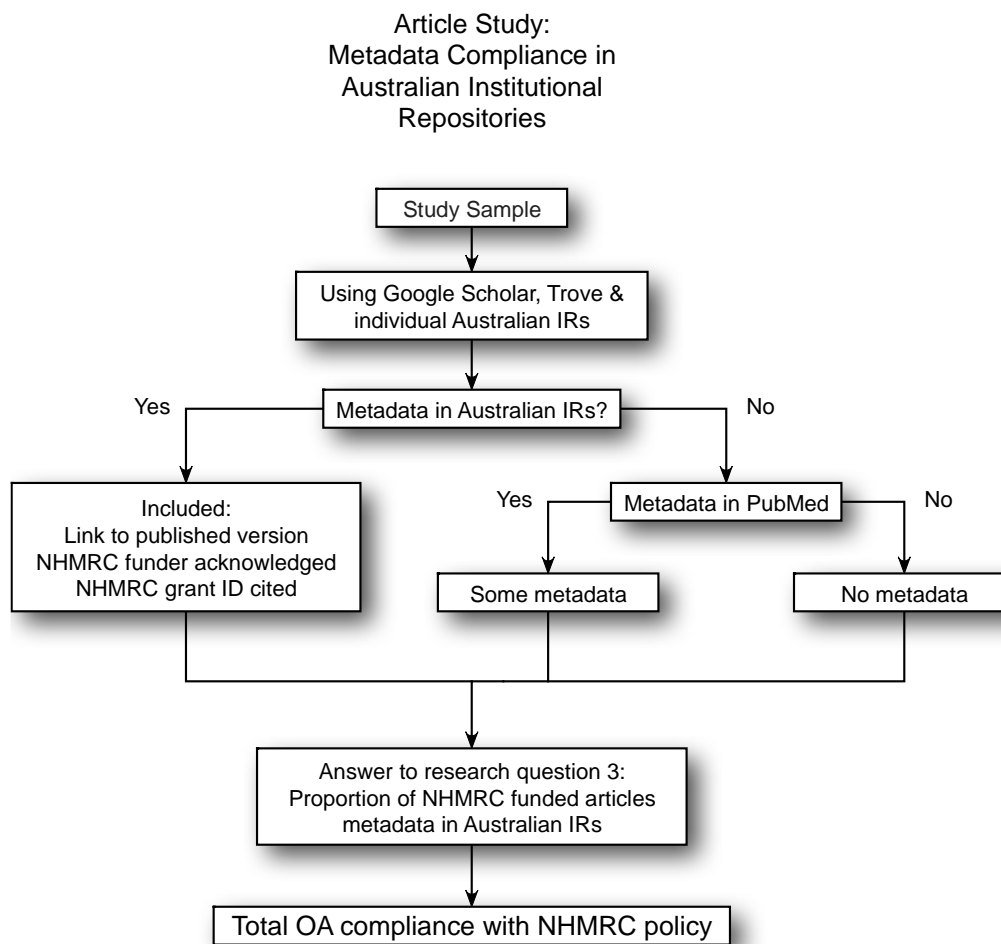 Article Study:
Metadata Compliance in
Australian Institutional
Repositories
Study Sample
Using Google Scholar, Trove &
individual Australian IRs
Yes
Metadata in Australian IRs?
No
Included:
Link to published version
NHMRC funder acknowledged
NHMRC grant ID cited
Yes
Metadata in PubMed
No
Some metadata
No metadata
Answer to research question 3:
Proportion of NHMRC funded articles
metadata in Australian IRs
Total OA compliance with NHMRC policy